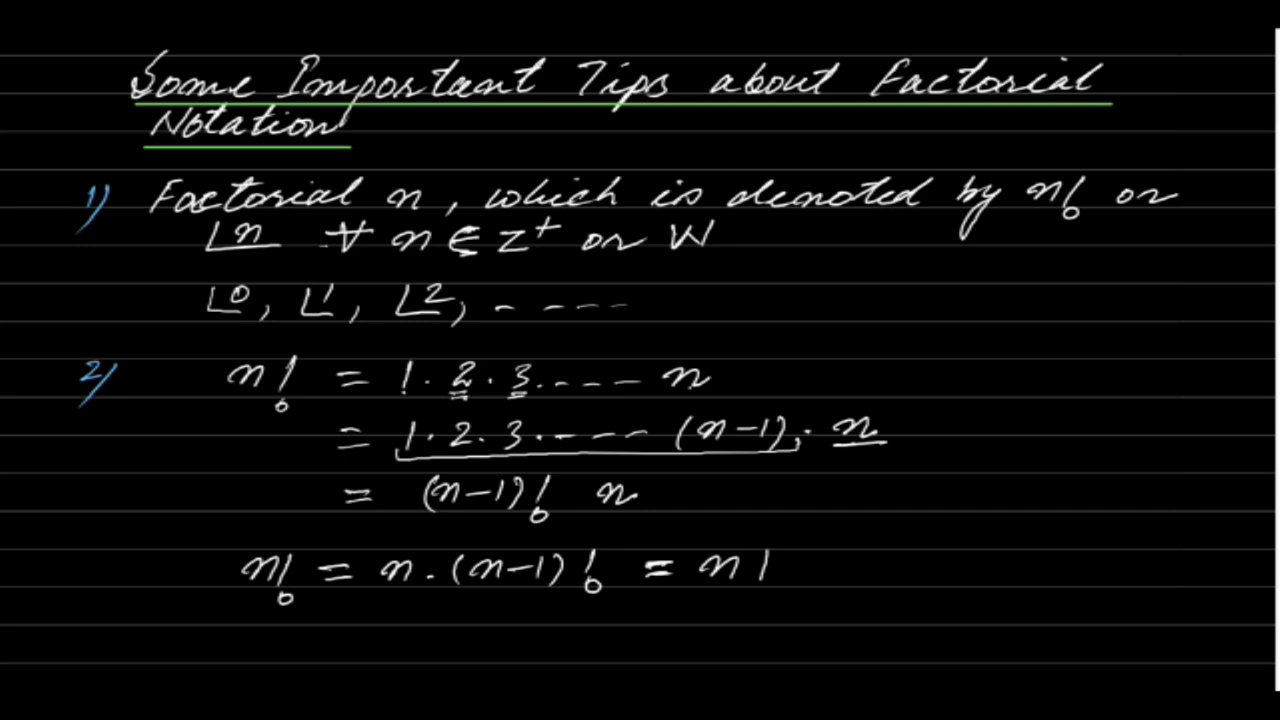 Some Important Tips about Factorial
Notation
1) Factorial n, which is denoted by n! or
|n ∀ n ∈ Z⁺ or W
|0, |1, |2, - ----
2) n! = 1 . 2 . 3 . ---- n
= 1 . 2 . 3 . ---- (n-1) . n
= (n-1)! n
n! = n . (n-1)! = n!